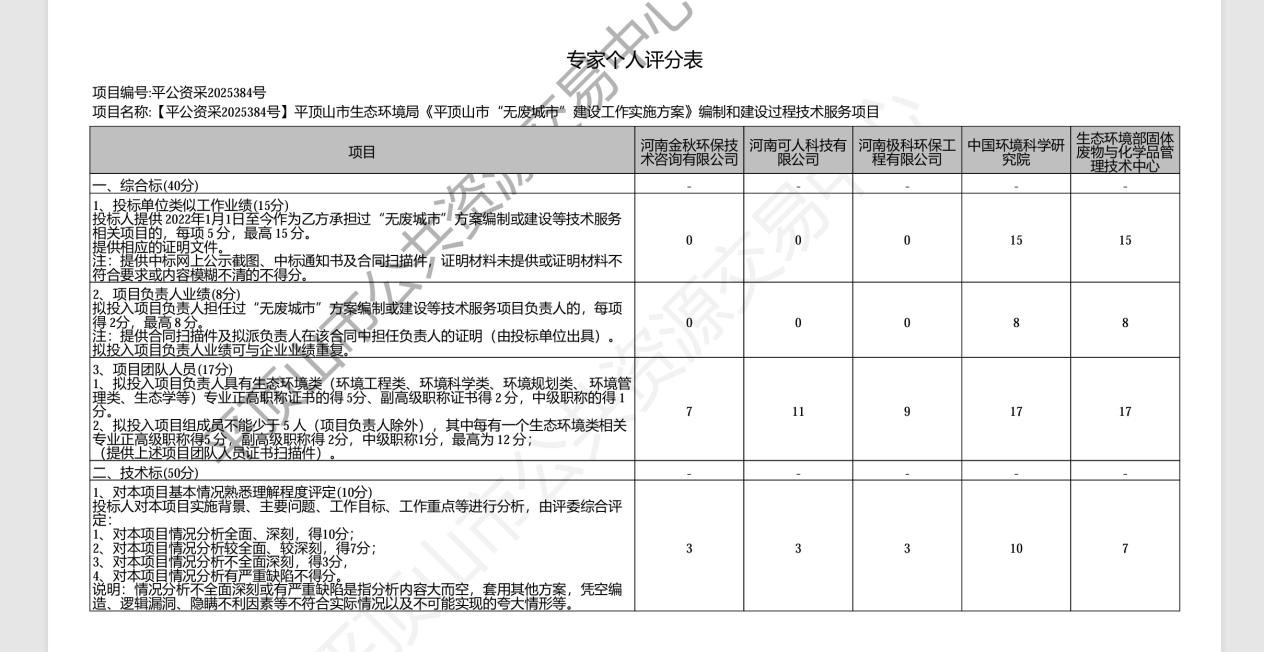 专家个人评分表
项目编号:平公资采2025384号
项目名称:【平公资采2025384号】平顶山市生态环境局《平顶山市“无废城市”建设工作实施方案》编制和建设过程技术服务项目
项目
河南金秋环保技
术咨询有限公司
河南可人科技有
限公司
河南极科环保工
程有限公司
中国环境科学研
究院
生态环境部固体
废物与化学品管
理技术中心
一、综合标(40分)
- - - - -
1、投标单位类似工作业绩(15分)
投标人提供 2022年1月1日至今作为乙方承担过“无废城市”方案编制或建设等技术服务
相关项目的，每项 5 分，最高 15 分。
提供相应的证明文件。
注：提供中标网上公示截图、中标通知书及合同扫描件，证明材料未提供或证明材料不
符合要求或内容模糊不清的不得分。
0 0 0 15 15
2、项目负责人业绩(8分)
拟投入项目负责人担任过“无废城市”方案编制或建设等技术服务项目负责人的，每项
得 2分，最高 8 分。
注：提供合同扫描件及拟派负责人在该合同中担任负责人的证明（由投标单位出具）。
拟投入项目负责人业绩可与企业业绩重复。
0 0 0 8 8
3、项目团队人员(17分)
1、拟投入项目负责人具有生态环境类（环境工程类、环境科学类、环境规划类、环境管
理类、生态学等）专业正高职称证书的得 5分、副高级职称证书得 2 分，中级职称的得 1
分。
2、拟投入项目组成员不能少于 5 人（项目负责人除外），其中每有一个生态环境类相关
专业正高级职称得5分，副高级职称得 2分，中级职称1分，最高为 12 分；
（提供上述项目团队人员证书扫描件）。
7 11 9 17 17
二、技术标(50分)
- - - - -
1、对本项目基本情况熟悉理解程度评定(10分)
投标人对本项目实施背景、主要问题、工作目标、工作重点等进行分析，由评委综合评
定：
1、对本项目情况分析全面、深刻，得10分；
2、对本项目情况分析较全面、较深刻，得7分；
3、对本项目情况分析不全面深刻，得3分，
4、对本项目情况分析有严重缺陷不得分。
说明：情况分析不全面深刻或有严重缺陷是指分析内容大而空，套用其他方案，凭空编
造、逻辑漏洞、隐瞒不利因素等不符合实际情况以及不可能实现的夸大情形等。
3 3 3 10 7
平顶山市公共资源交易中心
平顶山市公共资源交易中心